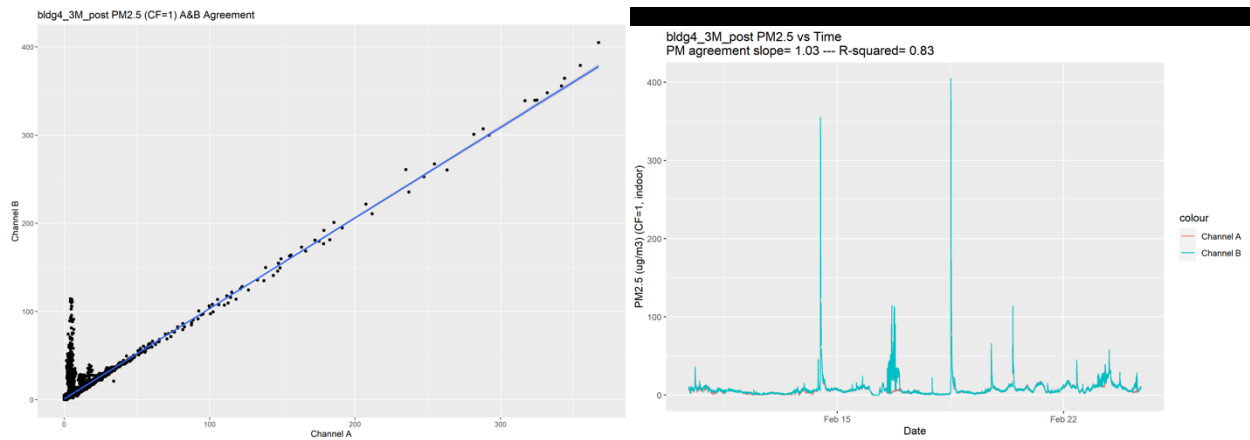 bldg4_3M_post PM2.5 (CF=1) A&B Agreement
400
300
200
100
0
Channel B
0
100
200
300
Channel A
bldg4_3M_post PM2.5 vs Time
PM agreement slope= 1.03 --- R-squared= 0.83
400
300
200
100
0
PM2.5 (ug/m3) (CF=1, indoor)
Feb 15
Feb 22
Date
colour
Channel A
Channel B